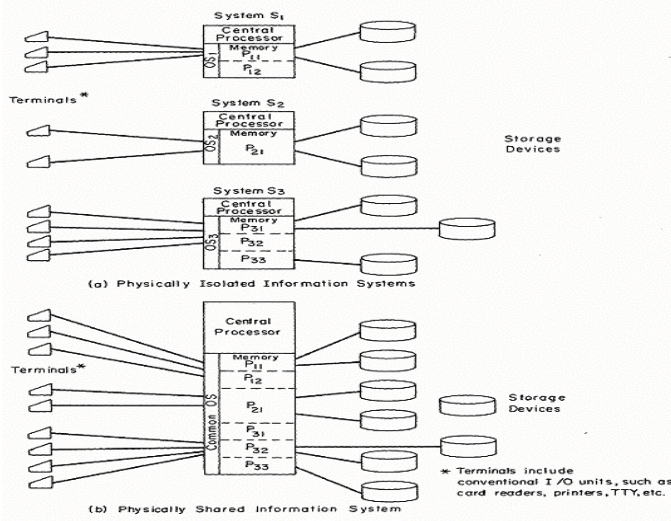 System S1
Central
Processor
Memory
OS1
P11
P12
Terminals*
System S2
Central
Processor
Memory
OS2
P21
Storage
Devices
System S3
Central
Processor
Memory
OS3
P31
P32
P33
(a) Physically Isolated Information Systems
Central
Processor
Memory
Common OS
P11
P12
P21
P31
P32
P33
Terminals*
Storage
Devices
* Terminals include
conventional I/O units, such as
card readers, printers, TTY, etc.
(b) Physically Shared Information System